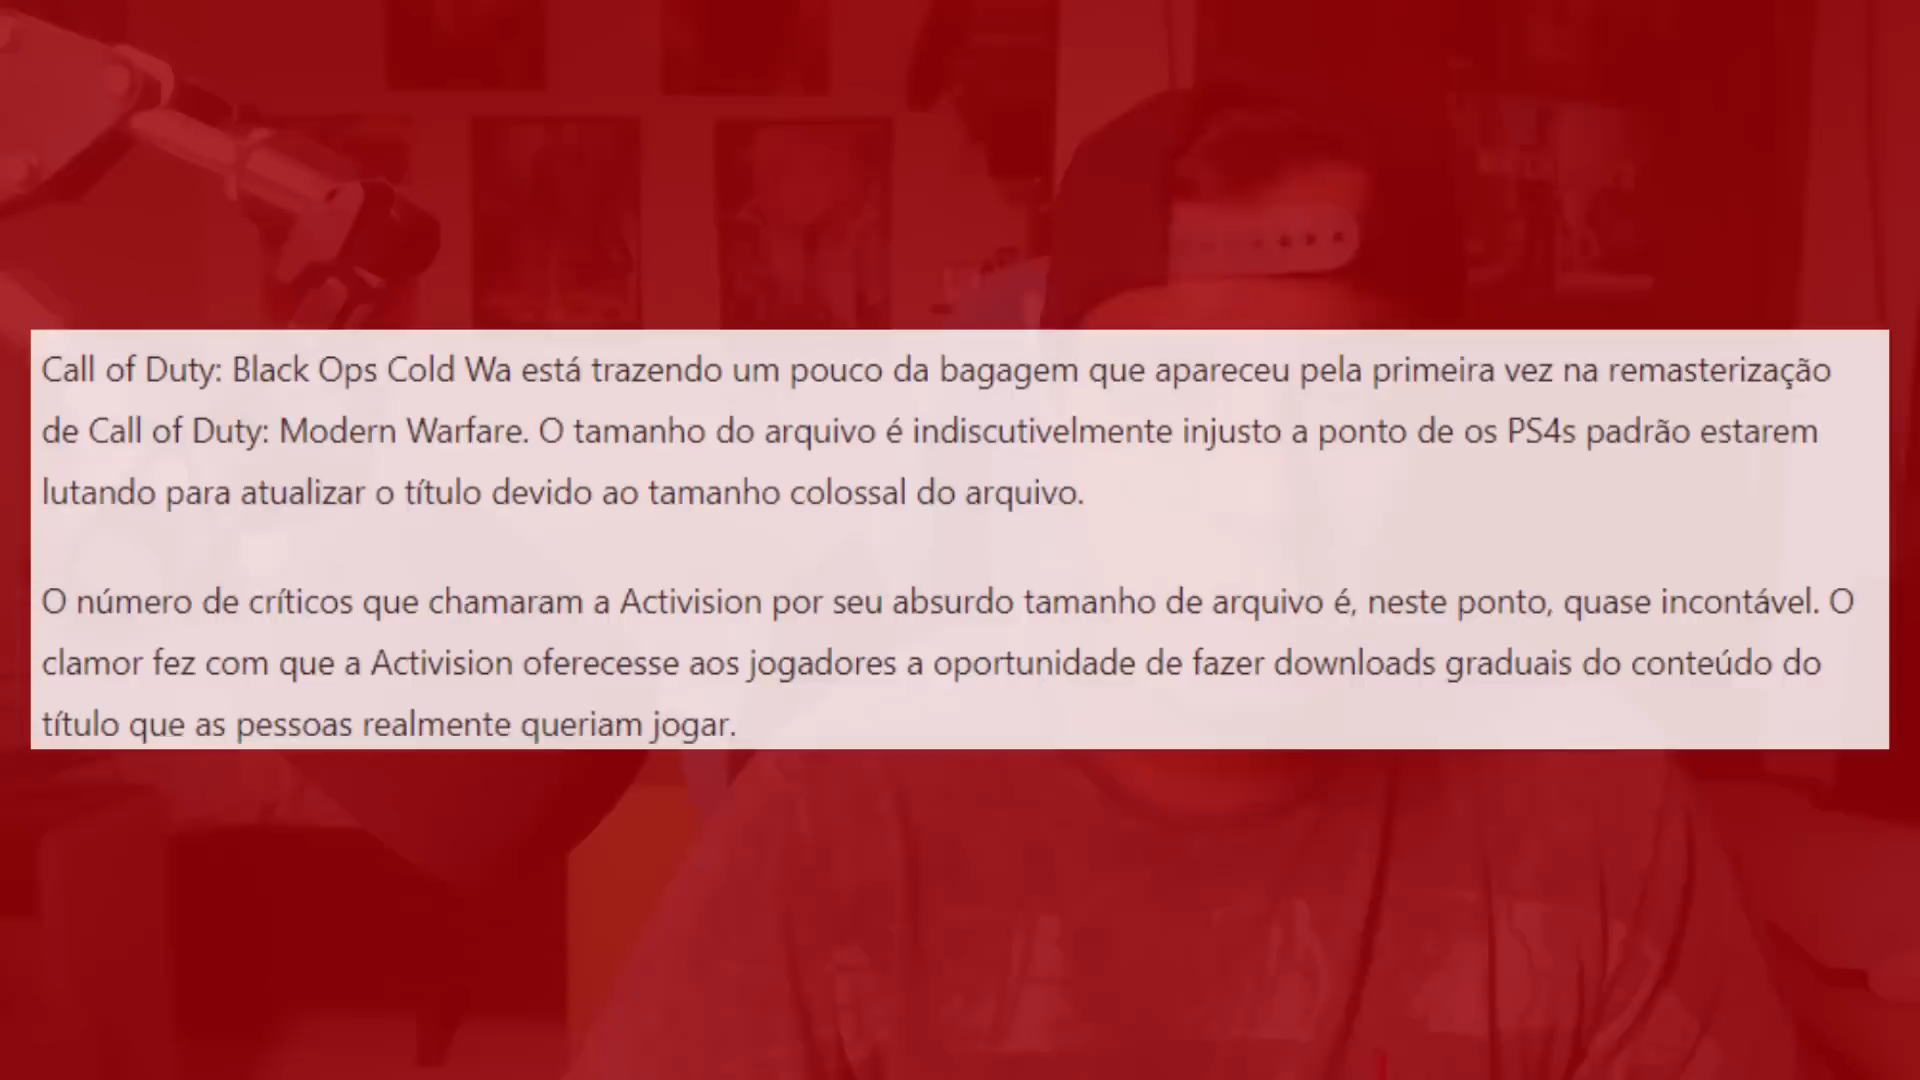 Call of Duty: Black Ops Cold Wa está trazendo um pouco da bagagem que apareceu pela primeira vez na remasterização
de Call of Duty: Modern Warfare. O tamanho do arquivo é indiscutivelmente injusto a ponto de os PS4s padrão estarem
lutando para atualizar o título devido ao tamanho colossal do arquivo.
O número de críticos que chamaram a Activision por seu absurdo tamanho de arquivo é, neste ponto, quase incontável. O
clamor fez com que a Activision oferecesse aos jogadores a oportunidade de fazer downloads graduais do conteúdo do
título que as pessoas realmente queriam jogar.